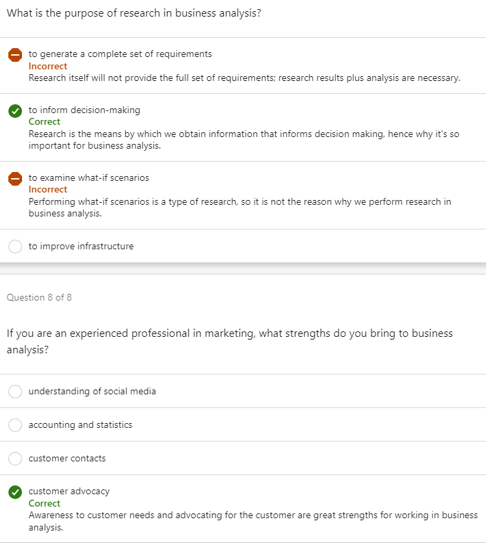 What is the purpose of research in business analysis?
to generate a complete set of requirements
Incorrect
Research itself will not provide the full set of requirements; research results plus analysis are necessary.
to inform decision-making
Correct
Research is the means by which we obtain information that informs decision making, hence why it's so
important for business analysis.
to examine what-if scenarios
Incorrect
Performing what-if scenarios is a type of research, so it is not the reason why we perform research in
business analysis.
to improve infrastructure
Question 8 of 8
If you are an experienced professional in marketing, what strengths do you bring to business
analysis?
understanding of social media
accounting and statistics
customer contacts
customer advocacy
Correct
Awareness to customer needs and advocating for the customer are great strengths for working in business
analysis.